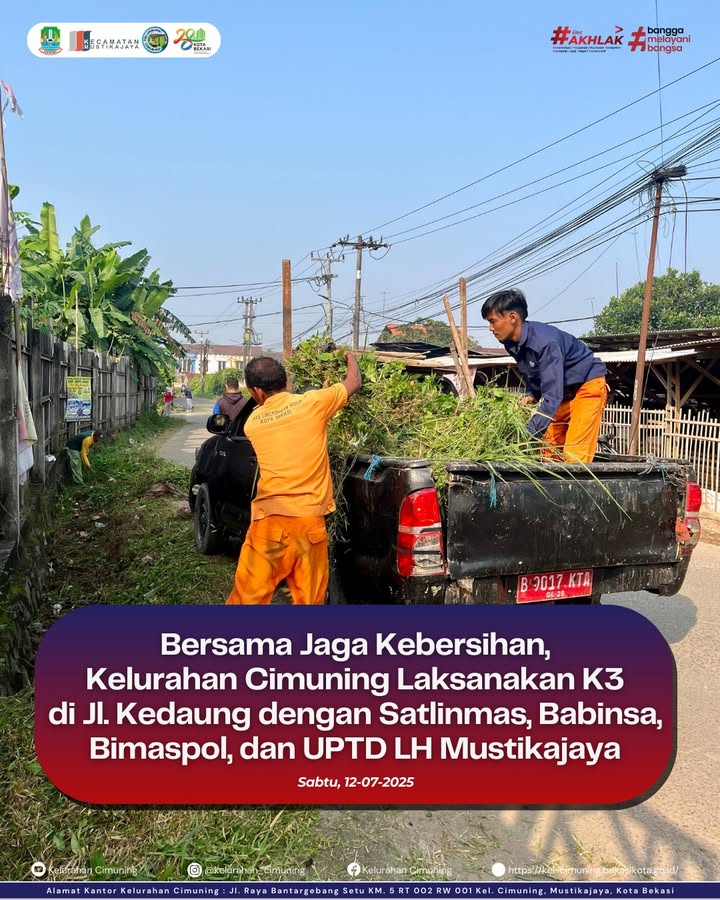 KECAMATAN
MUSTIKAJAYA
KOTA
BEKASI
#AKHLAK
#bangga
melayani
bangsa
KOTA BEKASI
B 9017 KTA
Bersama Jaga Kebersihan,
Kelurahan Cimuning Laksanakan K3
di Jl. Kedaung dengan Satlinmas, Babinsa,
Bimaspol, dan UPTD LH Mustikajaya
Sabtu, 12-07-2025
Kelurahan Cimuning
@kelurahan_cimuning
Kelurahan Cimuning
https://kel-cimuning.bekasikota.go.id/
Alamat Kantor Kelurahan Cimuning : Jl. Raya Bantargebang Setu KM. 5 RT 002 RW 001 Kel. Cimuning, Mustikajaya, Kota Bekasi